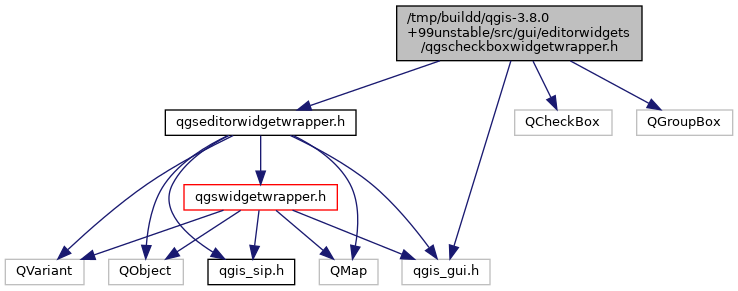 /tmp/buildd/qgis-3.8.0
+99unstable/src/gui/editorwidgets
/qgscheckboxwidgetwrapper.h
qgseditorwidgetwrapper.h
QCheckBox
QGroupBox
qgswidgetwrapper.h
QVariant
QObject
qgis_sip.h
QMap
qgis_gui.h